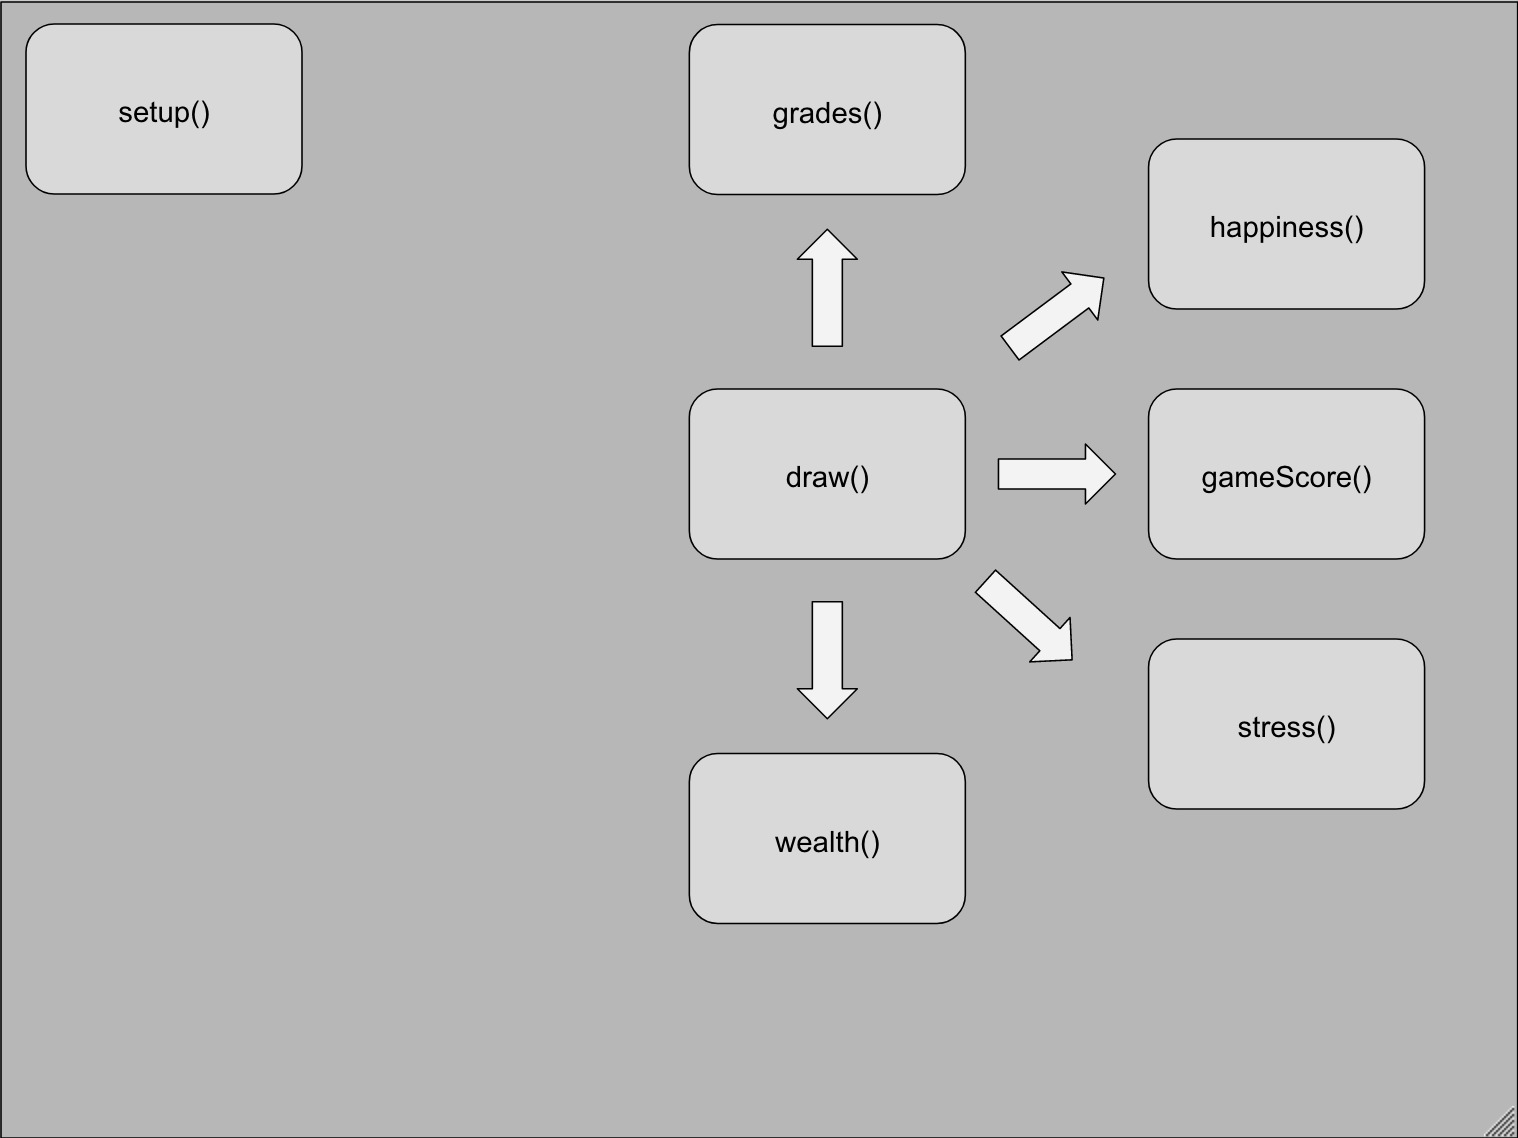 setup()
grades()
happiness()
draw()
gameScore()
stress()
wealth()